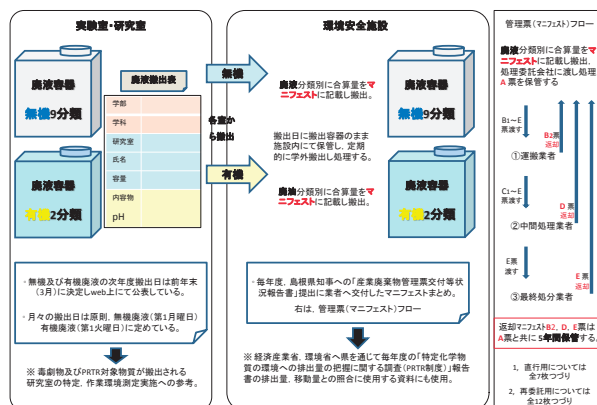 実験室・研究室
廃液容器
無機9分類
廃液容器
有機2分類
廃液搬出表
学部
学科
研究室
氏名
容量
内容物
pH
各室か
ら搬出
無機
有機
・無機及び有機廃液の次年度搬出日は前年末
(3月)に決定しweb上にて公表している。
・月々の搬出日は原則、無機廃液(第1月曜日)
有機廃液(第1火曜日)に定めている。
※ 毒劇物及びPRTR対象物質が搬出される
研究室の特定、作業環境測定実施への参考。
環境安全施設
廃液分類別に合算量をマ
ニフェストに記載し搬出。
搬出日に搬出容器のまま
施設内にて保管し、定期
的に学外搬出し処理する。
廃液分類別に合算量をマ
ニフェストに記載し搬出。
廃液容器
無機9分類
廃液容器
有機2分類
・毎年度、島根県知事への「産業廃棄物管理票交付等状
況報告書」提出に業者へ交付したマニフェストまとめ。
右は、管理票(マニフェスト)フロー
※ 経済産業省、環境省へ県を通じて毎年度の「特定化学物
質の環境への排出量の把握に関する調査(PRTR制度)」報告
書の排出量、移動量との照合に使用する資料にも使用。
管理票(マニフェスト)フロー
廃液分類別に合算量をマ
ニフェストに記載し搬出、
処理委託会社に渡し処理
A 票を保管する
B1~E
票渡す
B2票
返却
①運搬業者
C1~E
票渡す
D 票
返却
②中間処理業者
E票
渡す
E 票
返却
③最終処分業者
返却マニフェストB2、D、E票は
A票と共に 5年間保管する。
1, 直行用については
全7枚つづり
2, 再委託用については
全12枚つづり